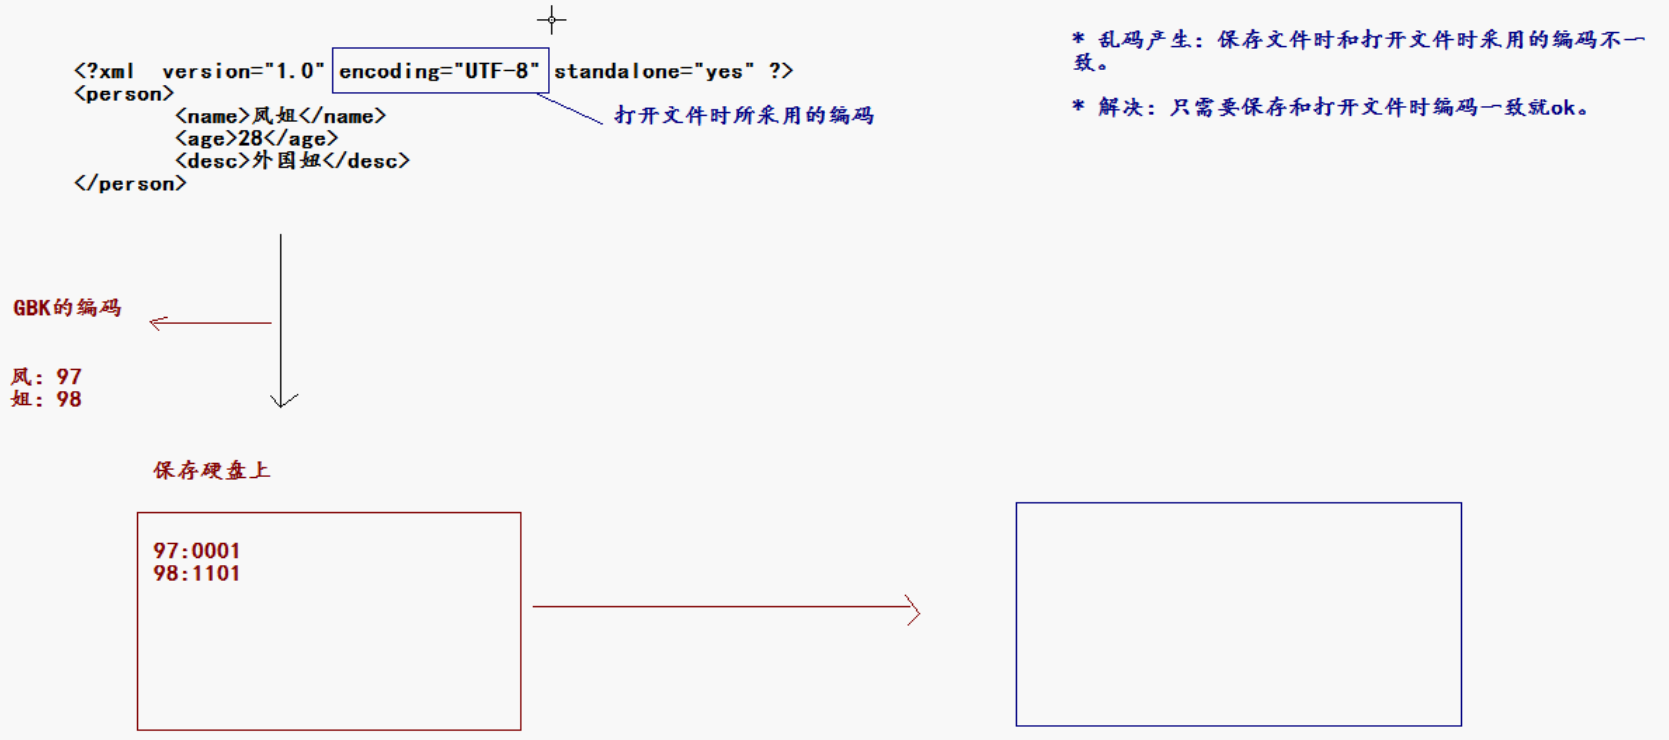 <?xml  version="1.0" encoding="UTF-8" standalone="yes" ?>
<person>
<name>凤姐</name>
<age>28</age>
<desc>外国妞</desc>
</person>
打开文件时所采用的编码
* 乱码产生：保存文件时和打开文件时采用的编码不一
致。
* 解决：只需要保存和打开文件时编码一致就ok。
GBK的编码
凤：97
姐：98
保存硬盘上
97:0001
98:1101